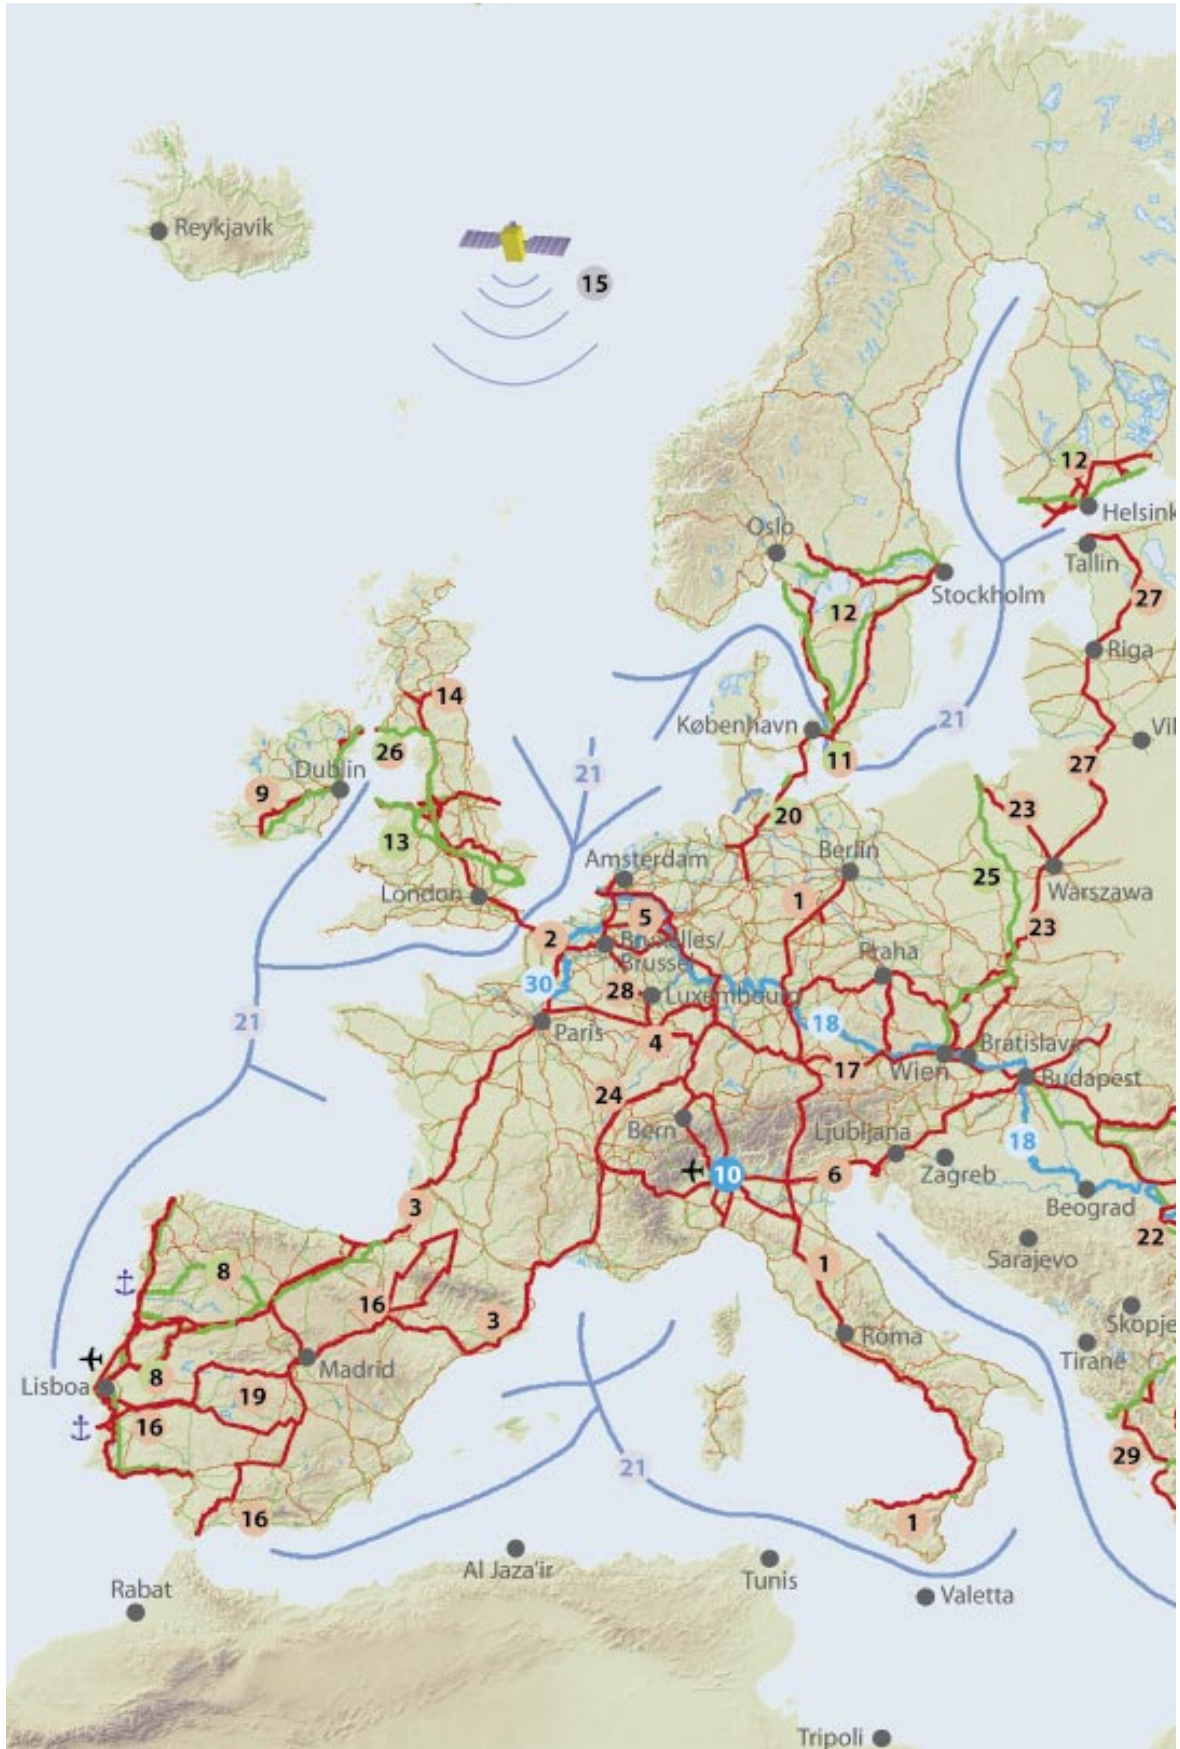 Reykjavik
15
12
Helsink
Oslo
Tallin
Stockholm
27
12
Riga
14
21
København
Vil
26
11
27
Dublin
21
9
20
23
13
Amsterdam
Berlin
25
Warszawa
London
1
5
23
2
Bruxelles/
Brussel
Praha
30
28
Luxembourg
21
18
Paris
4
Bratislava
17
Wien
Budapest
24
Bern
Ljubljana
18
10
6
Zagreb
Beograd
3
22
Sarajevo
8
1
16
3
Skopje
Roma
Tirane
Madrid
8
Lisboa
19
16
29
21
16
1
Al Jaza'ir
Tunis
Rabat
Valetta
Tripoli